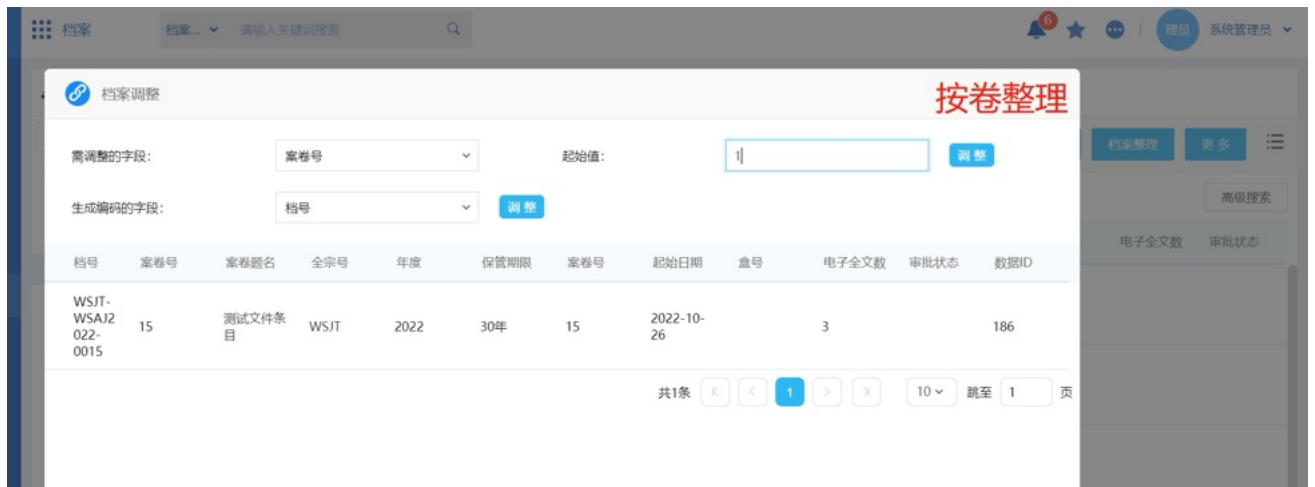 档案
档案...
请输入关键词搜索
6
理员
系统管理员
档案调整
按卷整理
需调整的字段:
案卷号
起始值:
1
调整
档案整理
更多
生成编码的字段:
档号
调整
高级搜索
电子全文数
审批状态
档号 案卷号 案卷题名 全宗号 年度 保管期限 案卷号 起始日期 盒号 电子全文数 审批状态 数据ID
WSJT-
WSAJ2
022-
0015
15
测试文件条
目
WSJT
2022
30年
15
2022-10-
26
3
186
共1条
1
10
跳至 1 页